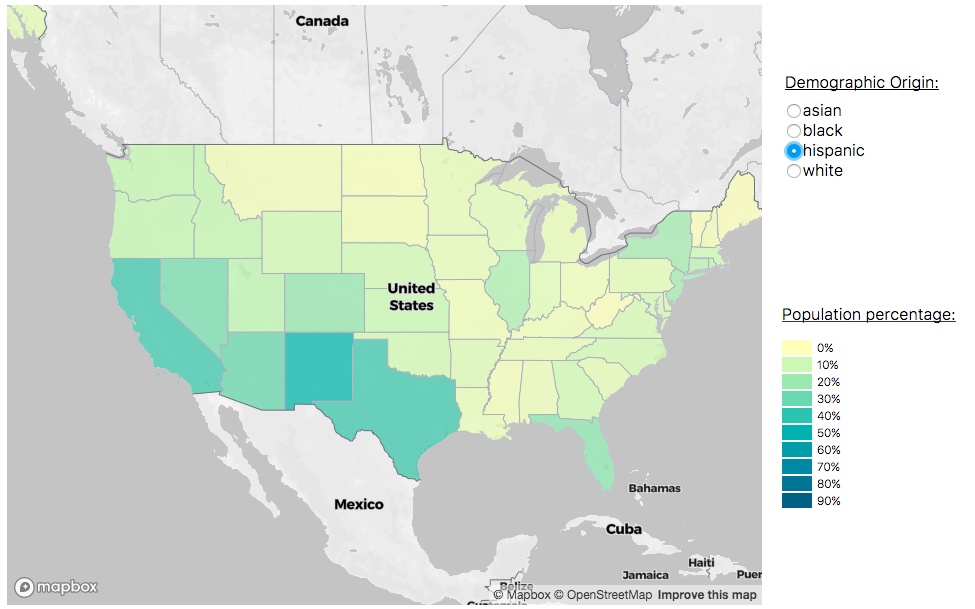 Canada
United
States
Mexico
Bahamas
Cuba
Haiti
Jamaica
Belize
mapbox
© Mapbox © OpenStreetMap Improve this map
Demographic Origin:
asian
black
hispanic
white
Population percentage:
0%
10%
20%
30%
40%
50%
60%
70%
80%
90%